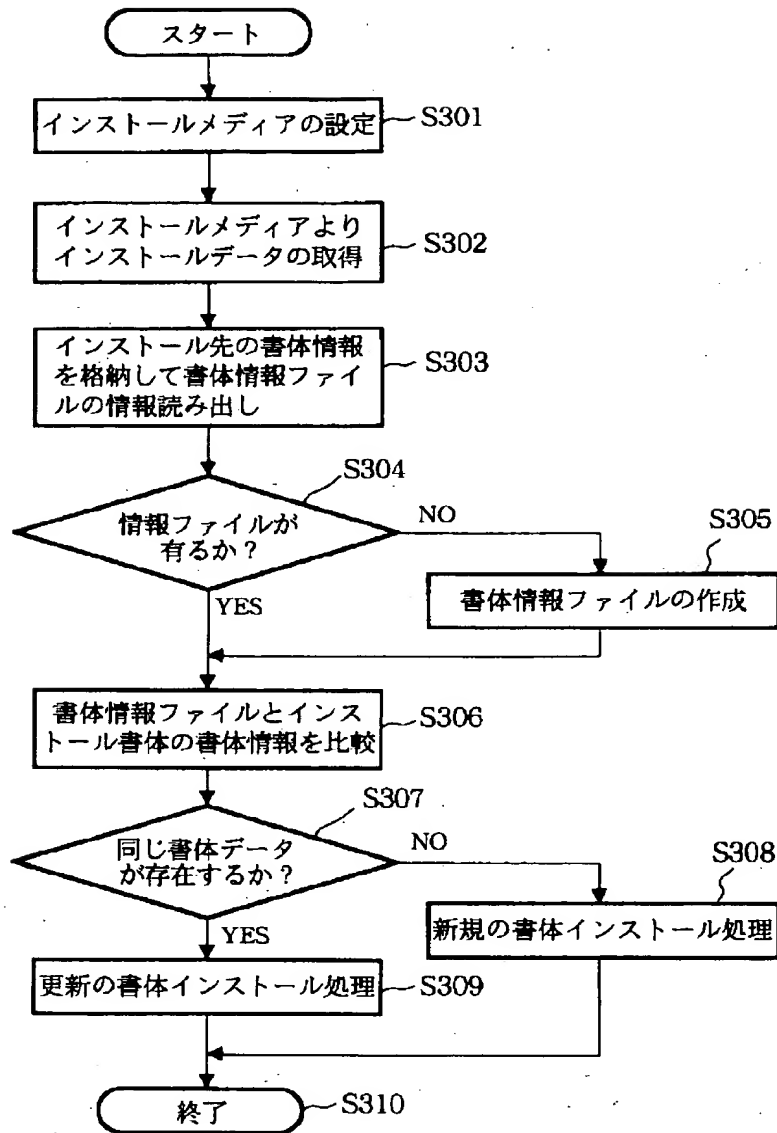 スタート
インストールメディアの設定
S301
インストールメディアより
インストールデータの取得
S302
インストール先の書体情報
を格納して書体情報ファイル
の情報読み出し
S303
S304
情報ファイルが
有るか？
NO
YES
S305
書体情報ファイルの作成
書体情報ファイルとインス
トール書体の書体情報を比較
S306
S307
同じ書体データ
が存在するか？
NO
YES
S308
新規の書体インストール処理
更新の書体インストール処理
S309
終了
S310